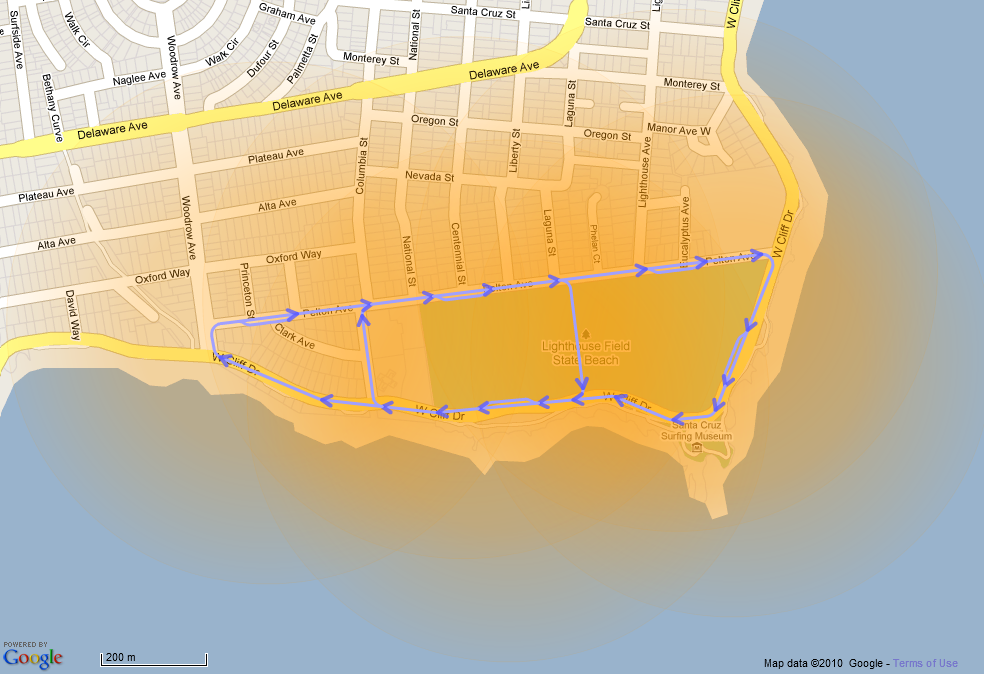 Graham Ave
Santa Cruz St
Santa Cruz St
W Cli
Surfside Ave
Walk Cir
National St
Li
Lig
Walk Cir
Dufour St
Palmetta St
Monterey St
Woodrow Ave
Naglee Ave
Delaware Ave
Monterey St
Bethany Curve
Delaware Ave
Laguna St
Delaware Ave
Oregon St
Oregon St
Manor Ave W
Liberty St
Plateau Ave
Columbia St
Lighthouse Ave
Nevada St
Plateau Ave
Alta Ave
Woodrow Ave
Eucalyptus Ave
W Cliff Dr
Alta Ave
National St
Centennial St
Laguna St
Phelan Ct
Oxford Way
Pelton Ave
Oxford Way
Princeton St
Pelton Ave
David Way
Pelton Ave
Clark Ave
Lighthouse Field
State Beach
W Cliff Dr
W Cliff Dr
W Cliff Dr
Santa Cruz
Surfing Museum
POWERED BY
Google
200 m
Map data ©2010 Google - Terms of Use